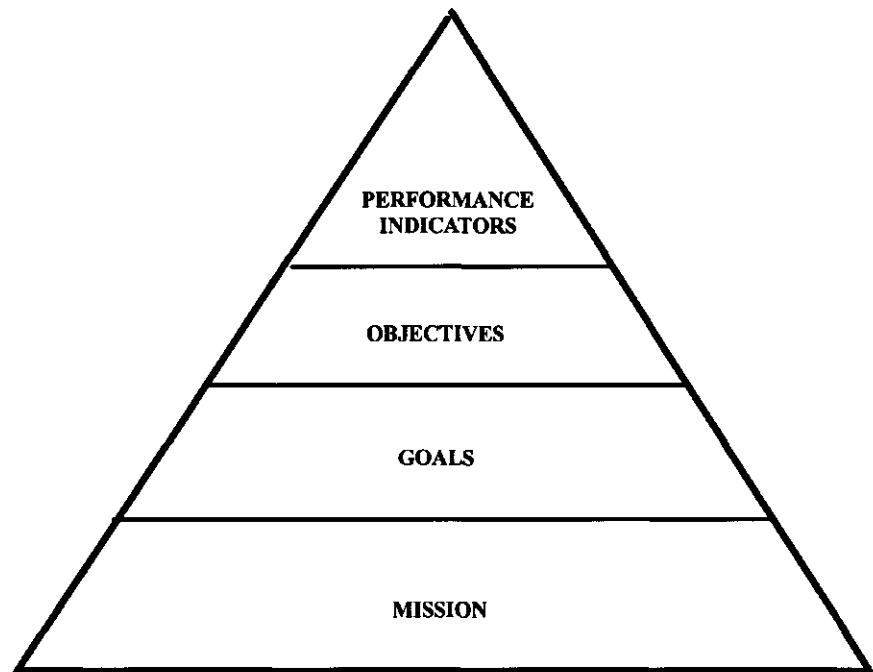 PERFORMANCE
INDICATORS
OBJECTIVES
GOALS
MISSION